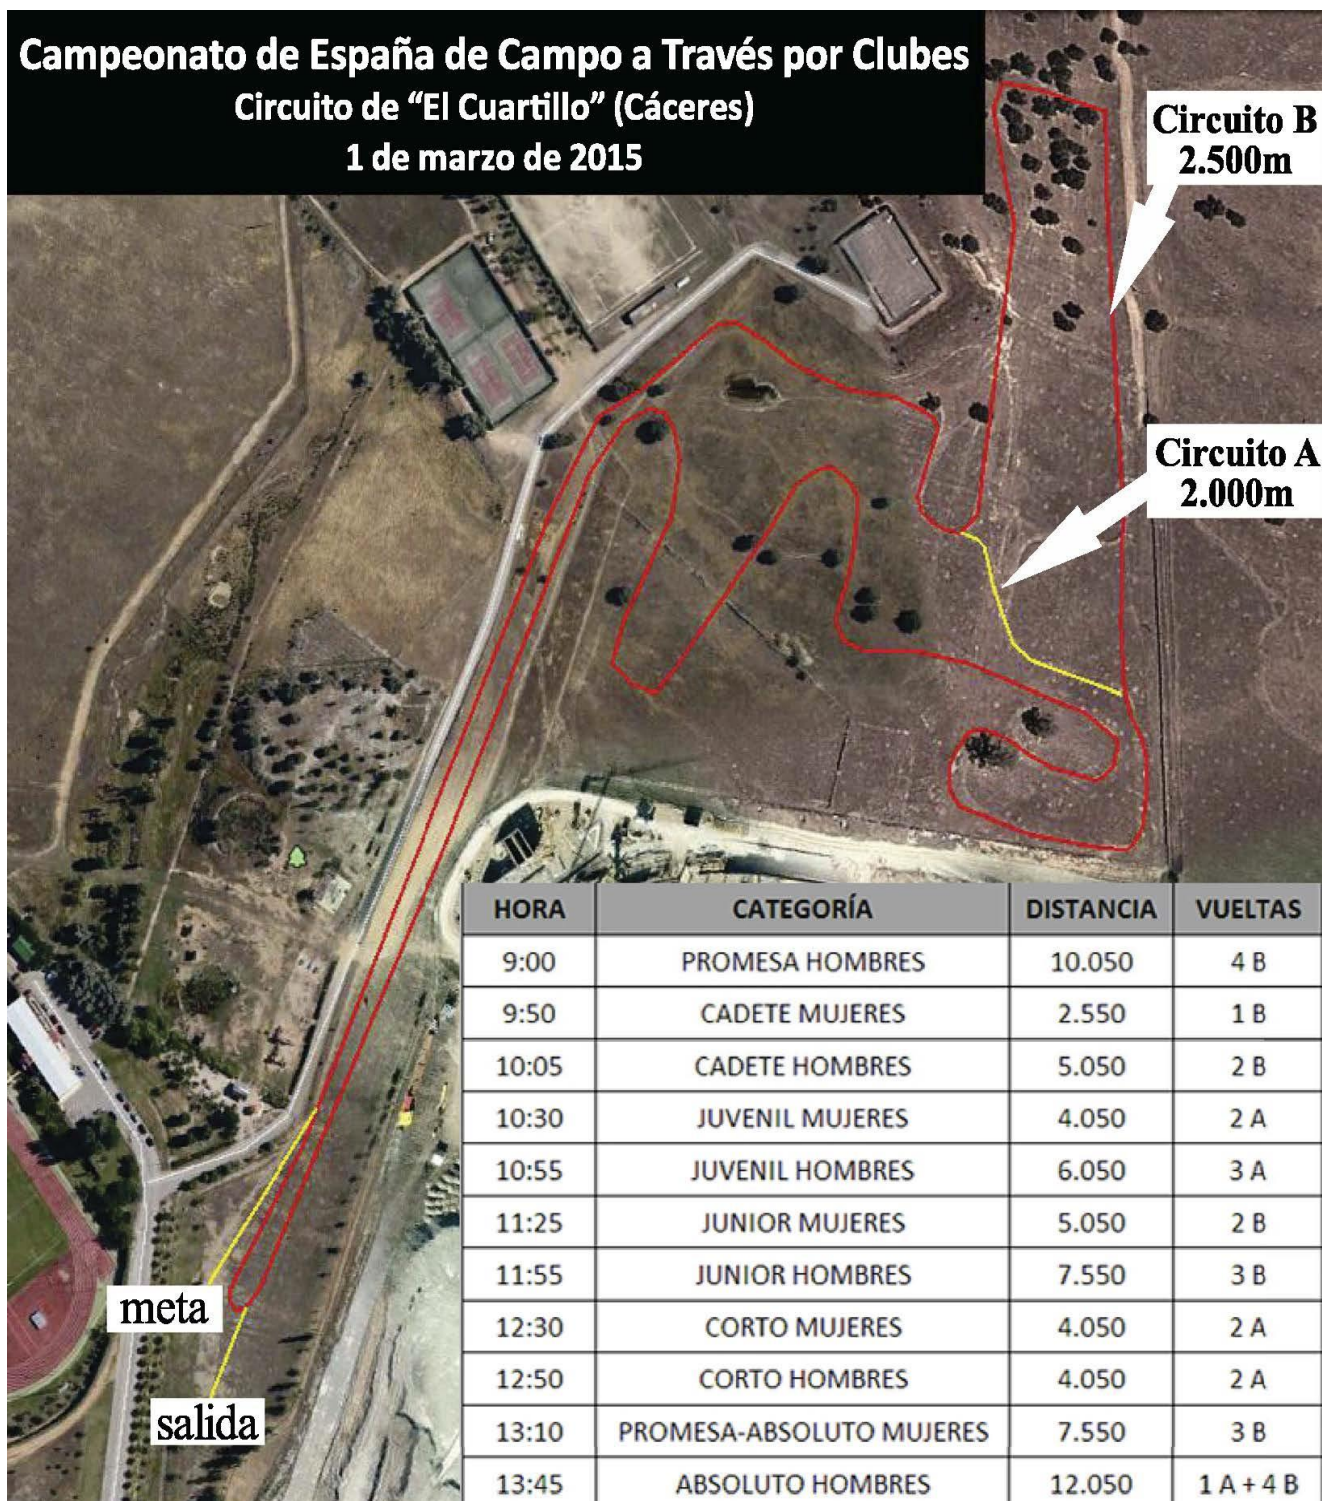 Campeonato de España de Campo a Través por Clubes
Circuito de “El Cuartillo” (Cáceres)
1 de marzo de 2015
Circuito B
2.500m
Circuito A
2.000m
meta
salida
HORA CATEGORÍA DISTANCIA VUELTAS
9:00 PROMESA HOMBRES 10.050 4 B
9:50 CADETE MUJERES 2.550 1 B
10:05 CADETE HOMBRES 5.050 2 B
10:30 JUVENIL MUJERES 4.050 2 A
10:55 JUVENIL HOMBRES 6.050 3 A
11:25 JUNIOR MUJERES 5.050 2 B
11:55 JUNIOR HOMBRES 7.550 3 B
12:30 CORTO MUJERES 4.050 2 A
12:50 CORTO HOMBRES 4.050 2 A
13:10 PROMESA-ABSOLUTO MUJERES 7.550 3 B
13:45 ABSOLUTO HOMBRES 12.050 1 A + 4 B